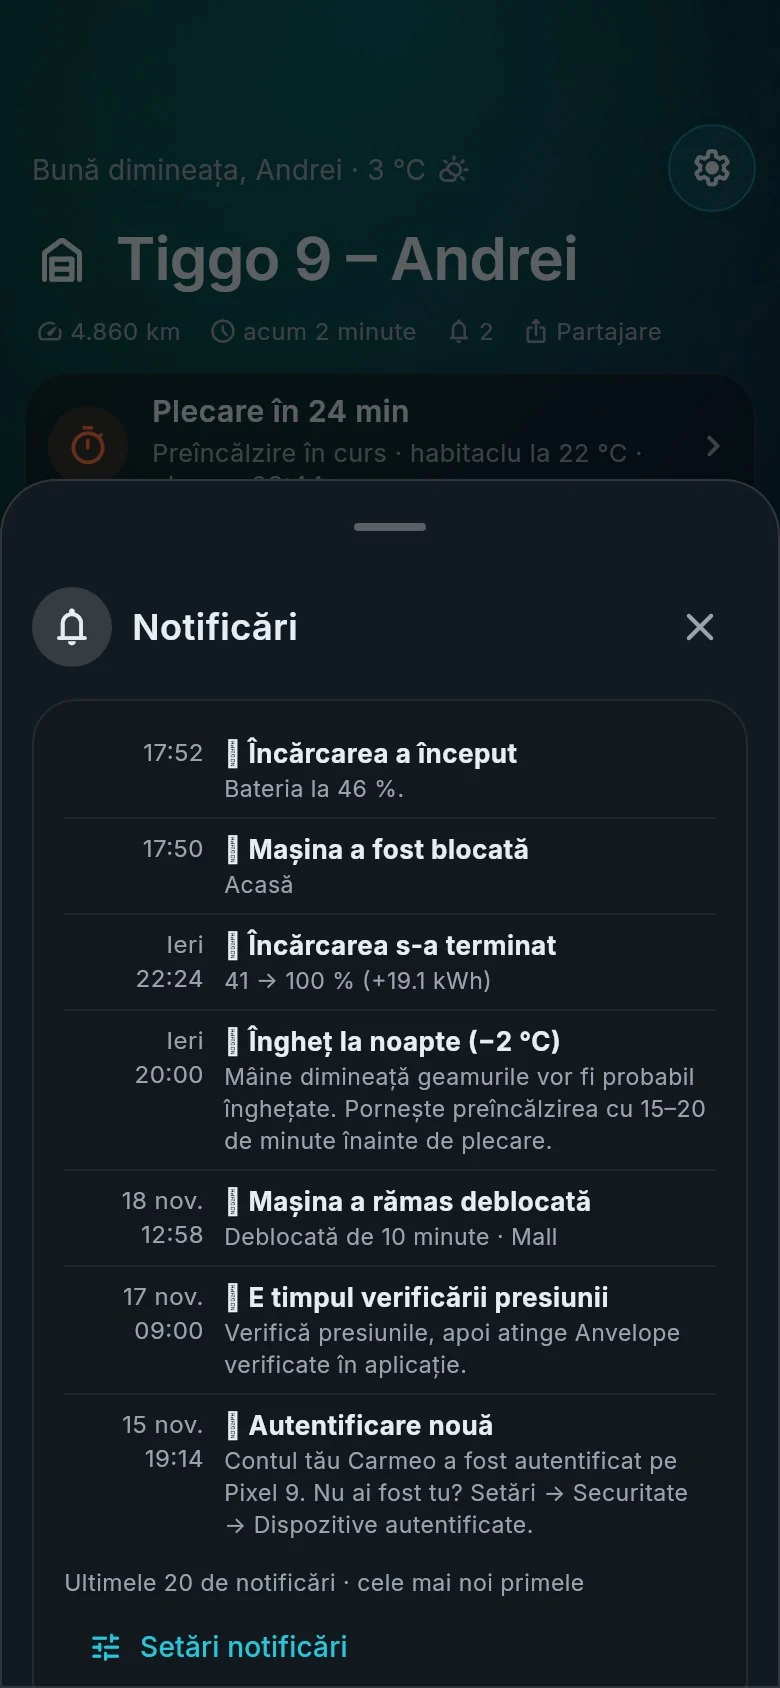 Bună dimineața, Andrei · 3 °C
Tiggo 9 – Andrei
4.860 km acum 2 minute 2 Partajare
Plecare în 24 min
Preîncălzire în curs · habitaclu la 22 °C ·
Notificări
17:52 Încărcarea a început
Bateria la 46 %.
17:50 Mașina a fost blocată
Acasă
Ieri Încărcarea s-a terminat
22:24 41 → 100 % (+19.1 kWh)
Ieri Îngheț la noapte (−2 °C)
20:00 Mâine dimineață geamurile vor fi probabil
înghețate. Pornește preîncălzirea cu 15–20
de minute înainte de plecare.
18 nov. Mașina a rămas deblocată
12:58 Deblocată de 10 minute · Mall
17 nov. E timpul verificării presiunii
09:00 Verifică presiunile, apoi atinge Anvelope
verificate în aplicație.
15 nov. Autentificare nouă
19:14 Contul tău Carmeo a fost autentificat pe
Pixel 9. Nu ai fost tu? Setări → Securitate
→ Dispozitive autentificate.
Ultimele 20 de notificări · cele mai noi primele
Setări notificări